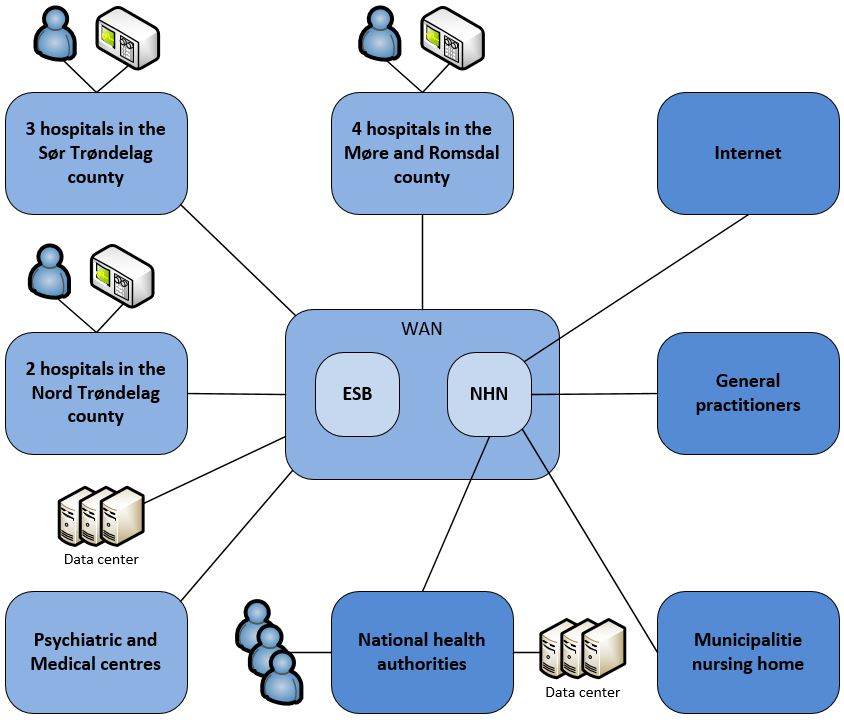 3 hospitals in the
Sør Trøndelag
county
4 hospitals in the
Møre and Romsdal
county
Internet
WAN
2 hospitals in the
Nord Trøndelag
county
ESB
NHN
General
practitioners
Data center
Psychiatric and
Medical centres
National health
authorities
Data center
Municipalitie
nursing home